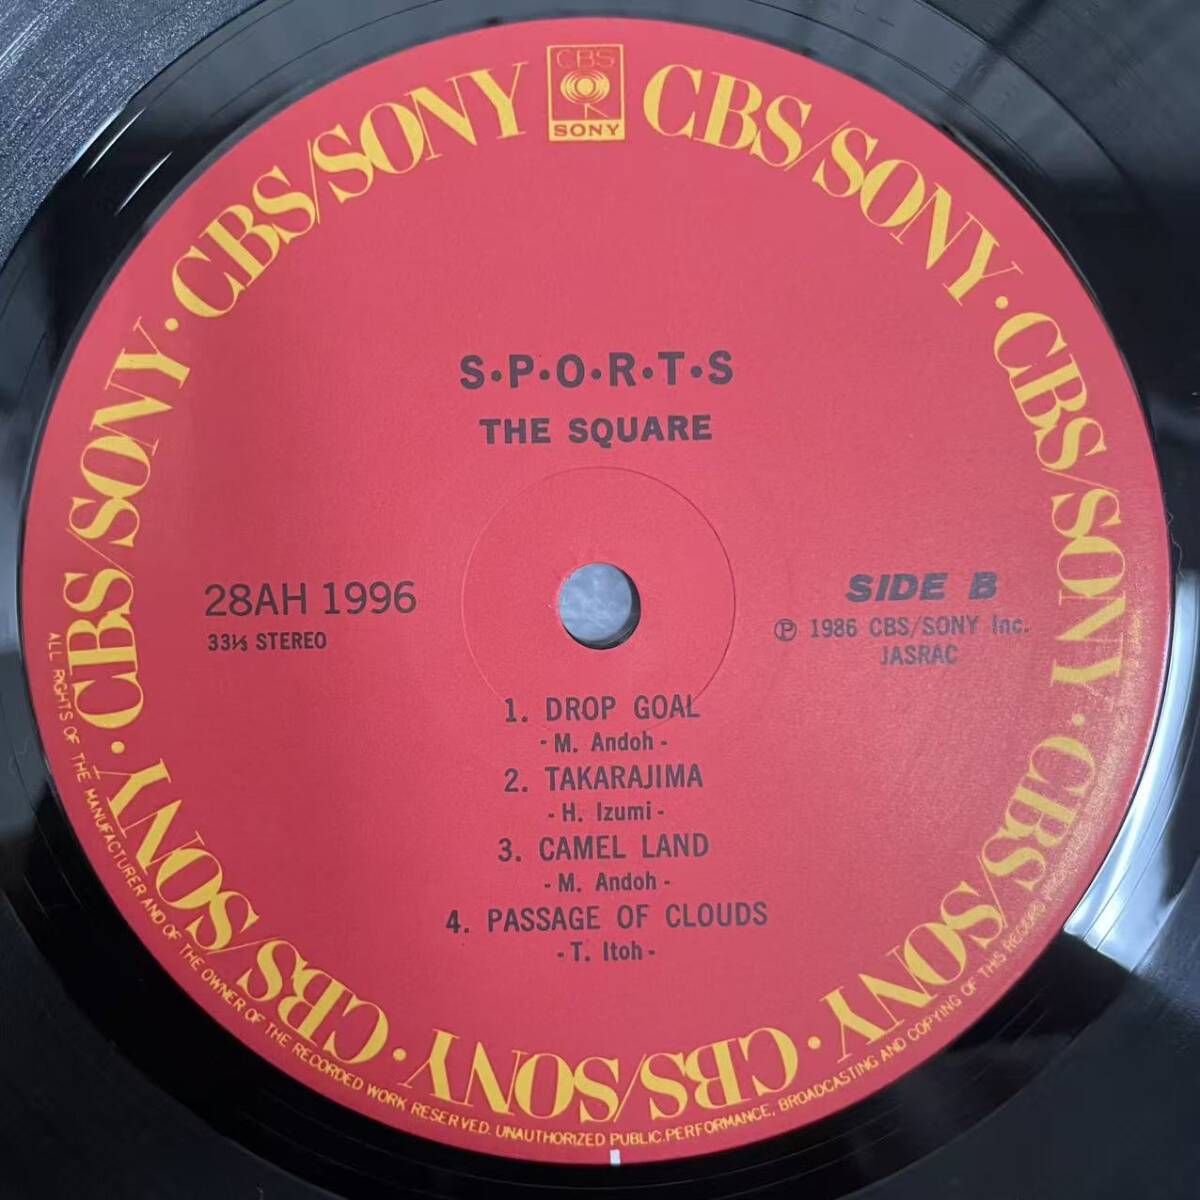 CBS
SONY
CBS/SONY · CBS/SONY · CBS/SONY · CBS/SONY · CBS/SONY · CBS/SONY · CBS/SONY · CBS/SONY
S·P·O·R·T·S
THE SQUARE
28AH 1996
33⅓ STEREO
SIDE B
Ⓟ 1986 CBS/SONY Inc.
JASRAC
1. DROP GOAL
- M. Andoh -
2. TAKARAJIMA
- H. Izumi -
3. CAMEL LAND
- M. Andoh -
4. PASSAGE OF CLOUDS
- T. Itoh -
ALL RIGHTS OF THE MANUFACTURER AND OF THE OWNER OF THE RECORDED WORK RESERVED. UNAUTHORIZED PUBLIC PERFORMANCE, BROADCASTING AND COPYING OF THIS RECORD